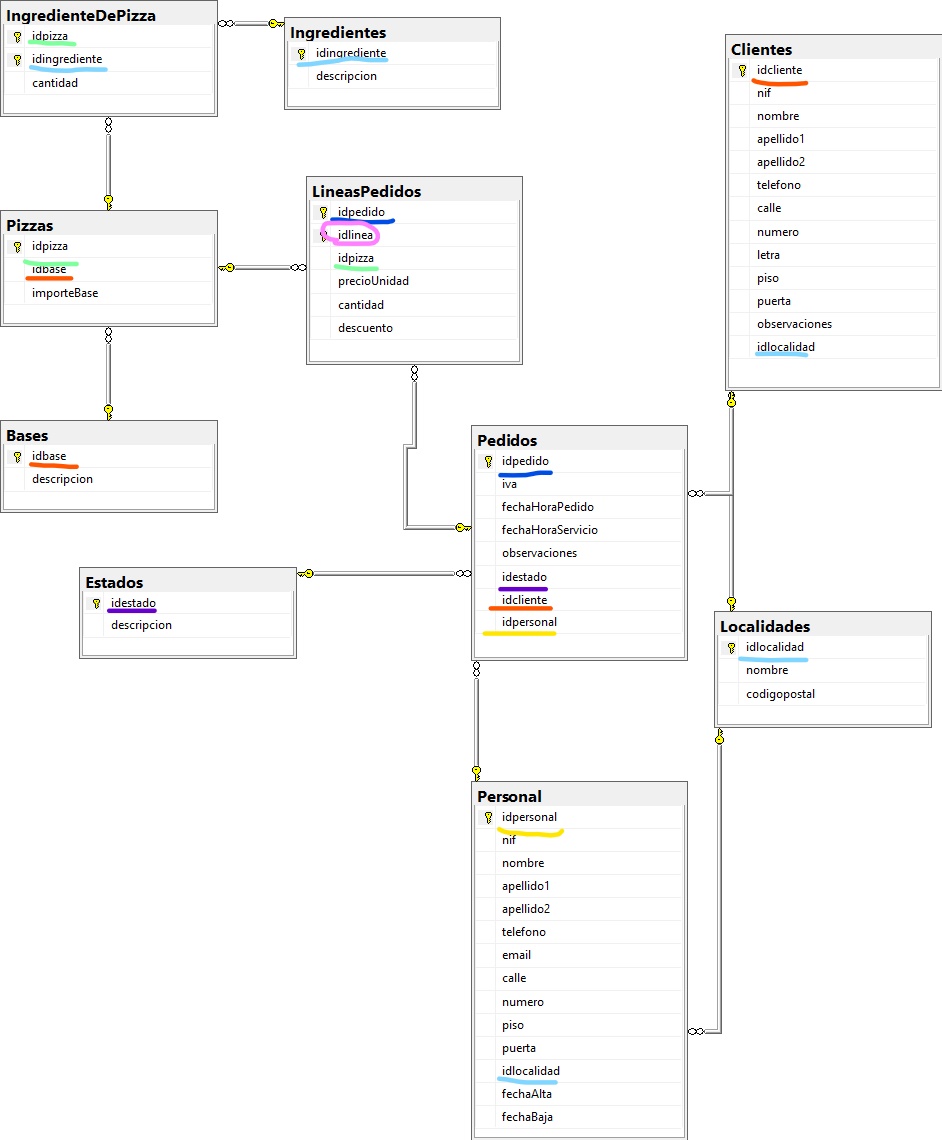 IngredienteDePizza
idpizza
idingrediente
cantidad
Ingredientes
idingrediente
descripcion
Clientes
idcliente
nif
nombre
apellido1
apellido2
telefono
calle
numero
letra
piso
puerta
observaciones
idlocalidad
LineasPedidos
idpedido
idlinea
idpizza
precioUnidad
cantidad
descuento
Pizzas
idpizza
idbase
importeBase
Bases
idbase
descripcion
Pedidos
idpedido
iva
fechaHoraPedido
fechaHoraServicio
observaciones
idestado
idcliente
idpersonal
Estados
idestado
descripcion
Localidades
idlocalidad
nombre
codigopostal
Personal
idpersonal
nif
nombre
apellido1
apellido2
telefono
email
calle
numero
piso
puerta
idlocalidad
fechaAlta
fechaBaja